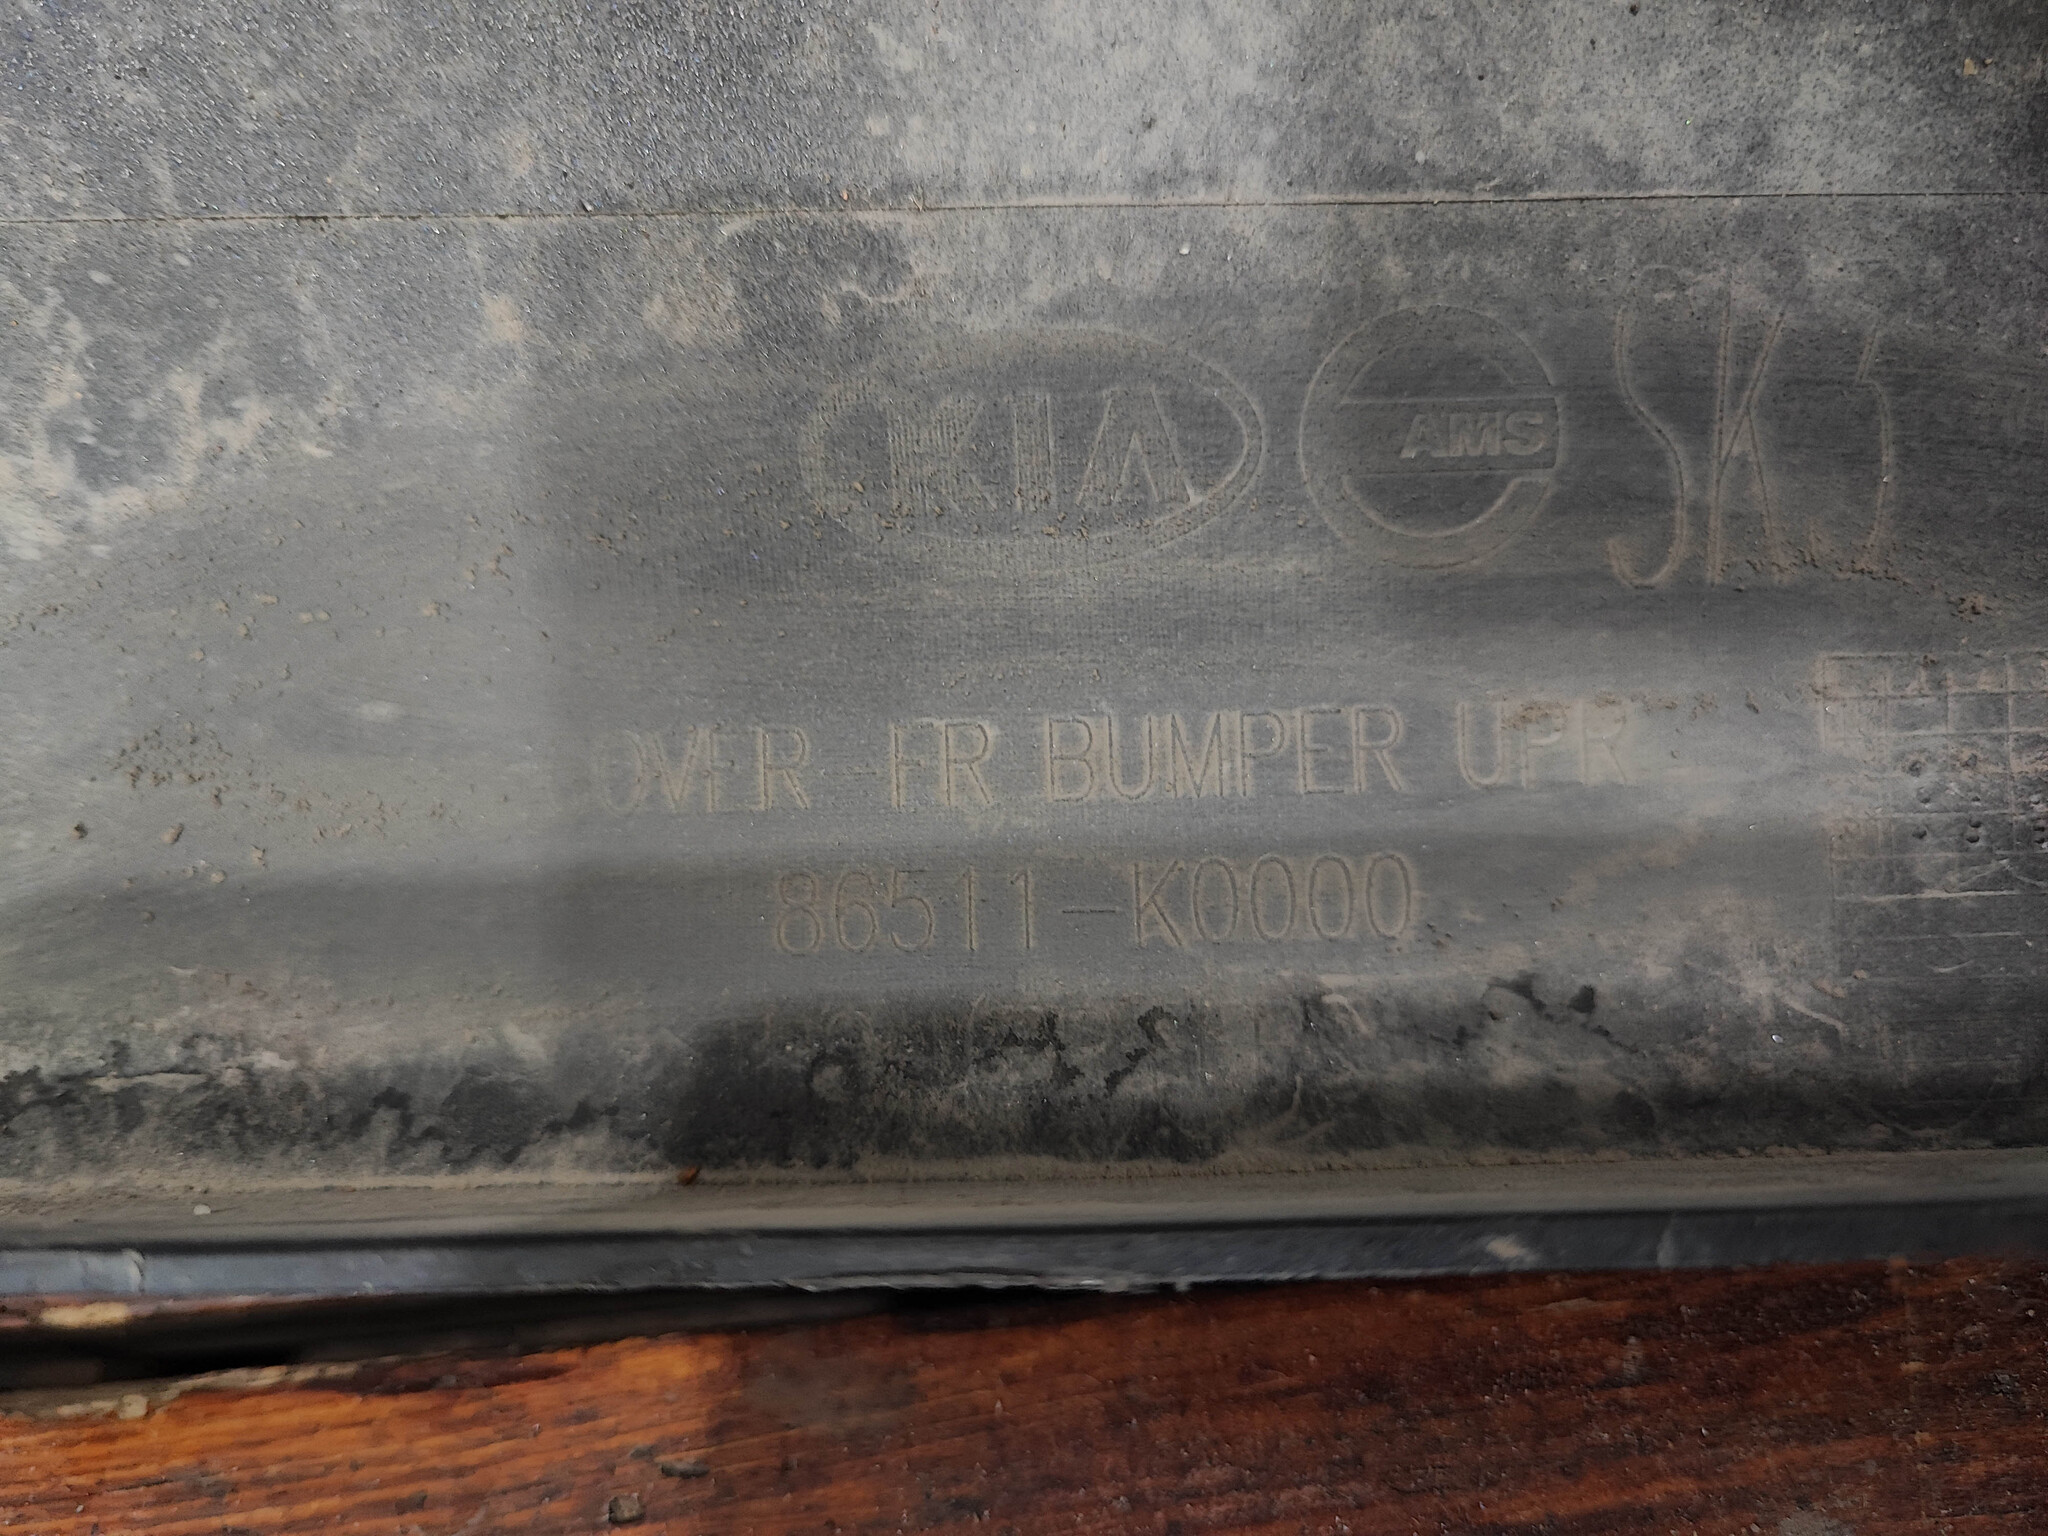 KIA AMS SK3
OVER-FR BUMPER UPR
86511-K0000